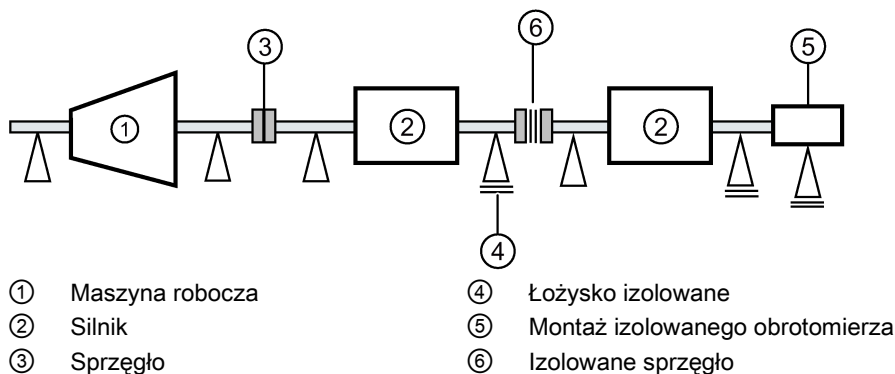 ③ ⑥ ⑤
① ② ②
④
① Maszyna robocza
② Silnik
③ Sprzęgło
④ Łożysko izolowane
⑤ Montaż izolowanego obrotomierza
⑥ Izolowane sprzęgło